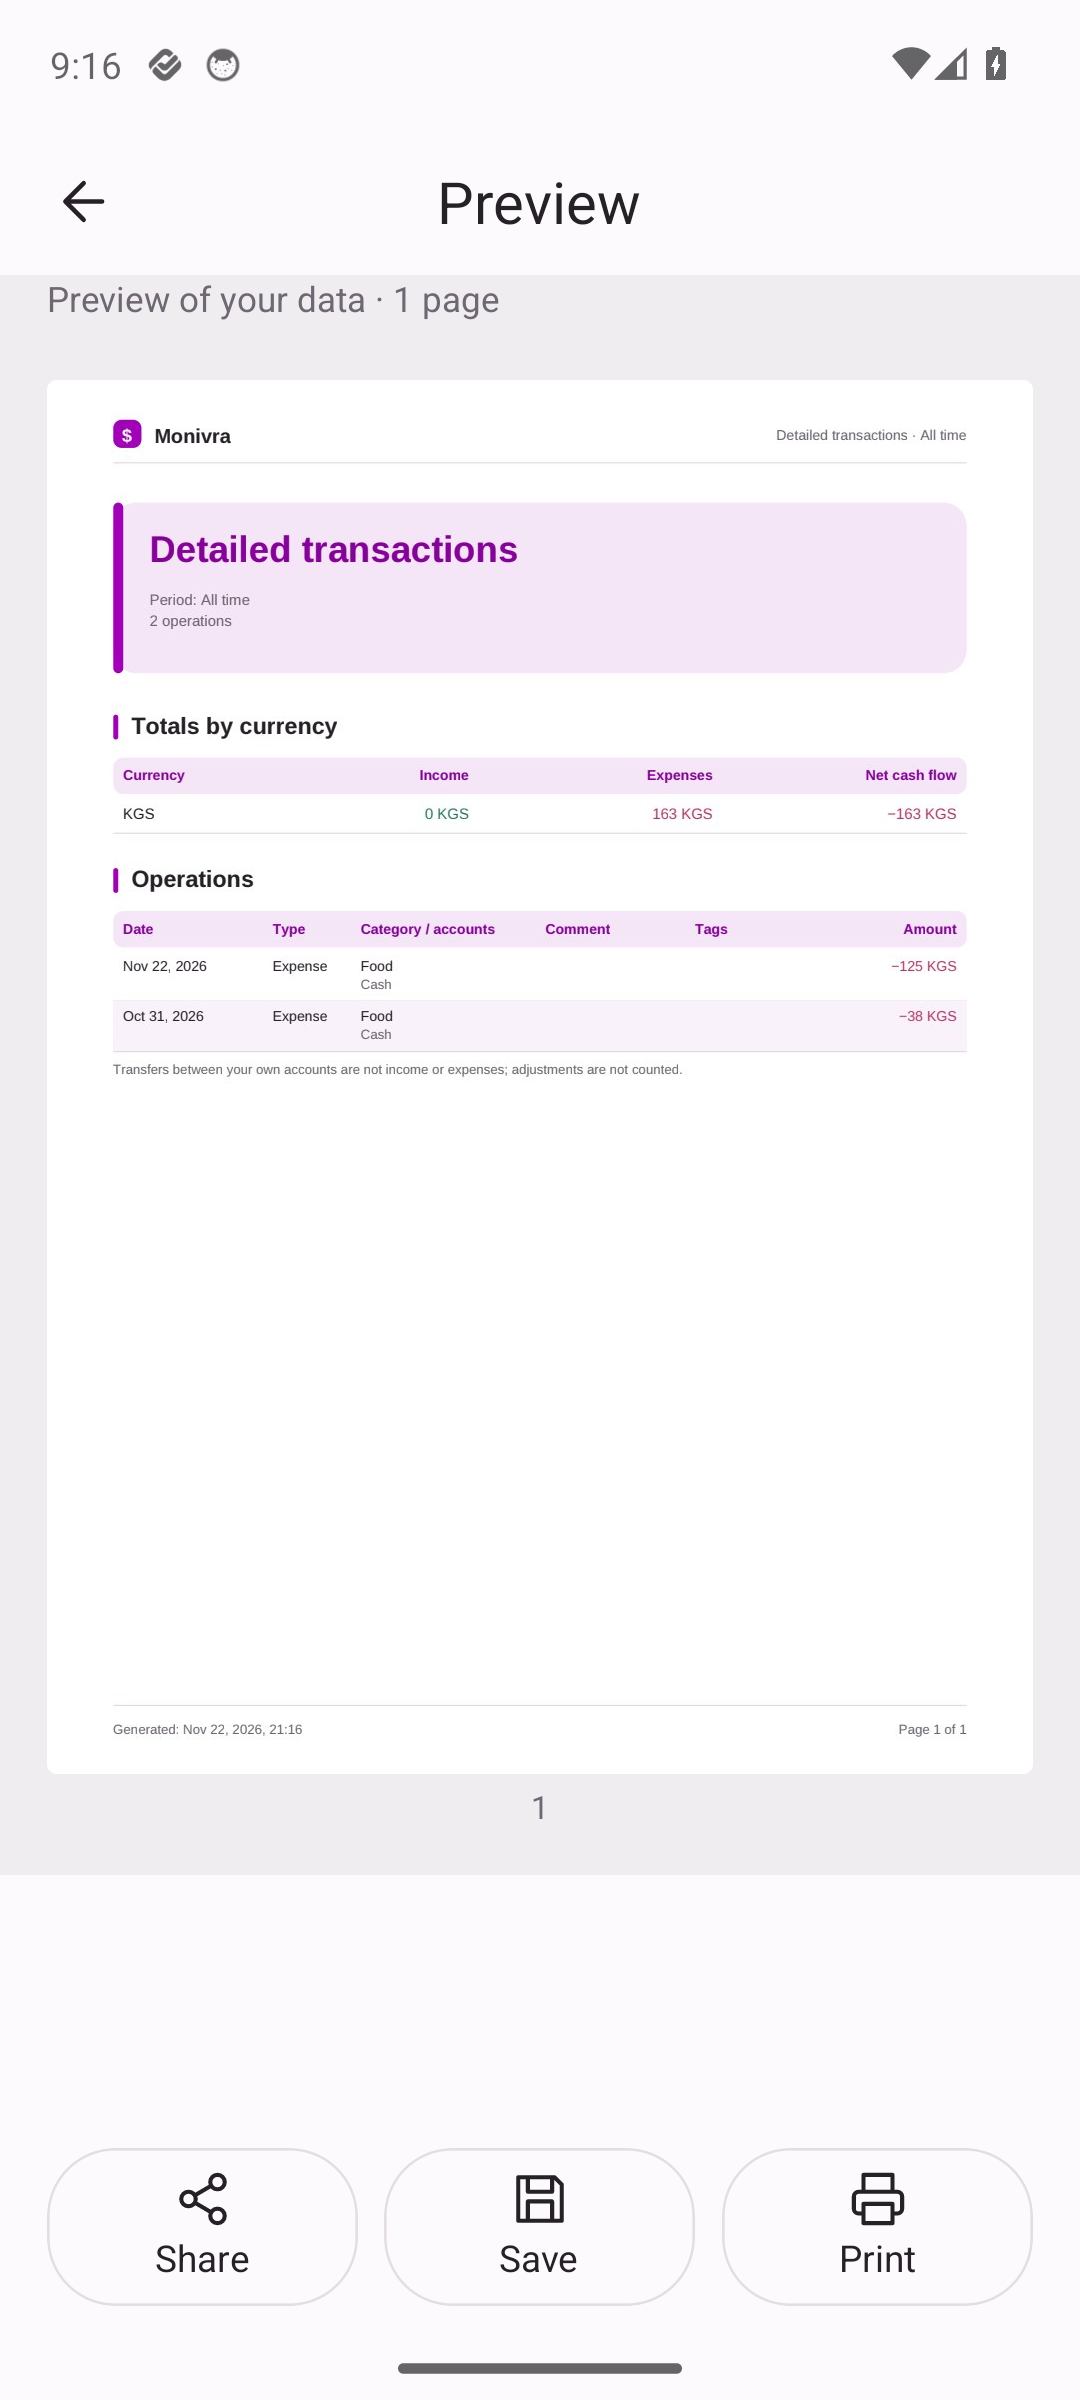 9:16
Preview
Preview of your data · 1 page
$ Monivra
Detailed transactions · All time
Detailed transactions
Period: All time
2 operations
Totals by currency
Currency Income Expenses Net cash flow
KGS 0 KGS 163 KGS −163 KGS
Operations
Date Type Category / accounts Comment Tags Amount
Nov 22, 2026 Expense Food −125 KGS
Cash
Oct 31, 2026 Expense Food −38 KGS
Cash
Transfers between your own accounts are not income or expenses; adjustments are not counted.
Generated: Nov 22, 2026, 21:16 Page 1 of 1
1
Share Save Print